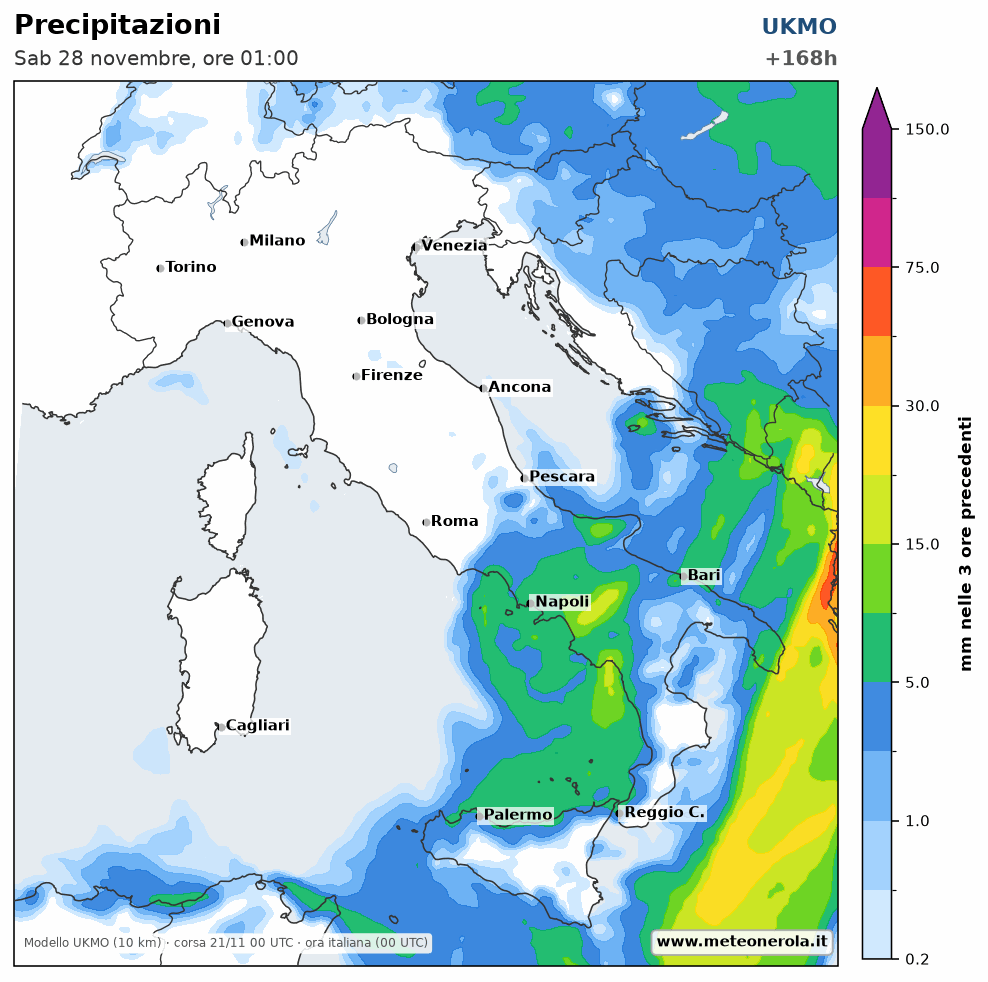 Precipitazioni
UKMO
Sab 28 novembre, ore 01:00
+168h
150.0
75.0
30.0
15.0
5.0
1.0
0.2
mm nelle 3 ore precedenti
Milano
Venezia
Torino
Genova
Bologna
Firenze
Ancona
Pescara
Roma
Bari
Napoli
Cagliari
Palermo
Reggio C.
Modello UKMO (10 km) · corsa 21/11 00 UTC · ora italiana (00 UTC)
www.meteonerola.it